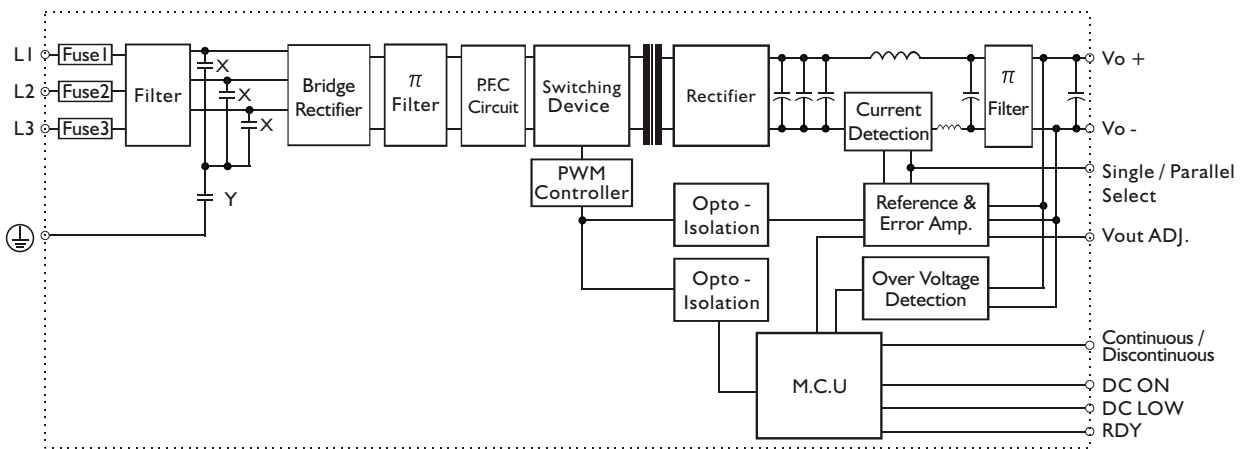 L1
Fuse1
L2
Fuse2
L3
Fuse3
Filter
X
X
X
Y
Bridge
Rectifier
π
Filter
P.F.C
Circuit
Switching
Device
PWM
Controller
Rectifier
Current
Detection
π
Filter
Vo +
Vo -
Single / Parallel
Select
Opto -
Isolation
Reference &
Error Amp.
Vout ADJ.
Opto -
Isolation
Over Voltage
Detection
M.C.U
Continuous /
Discontinuous
DC ON
DC LOW
RDY